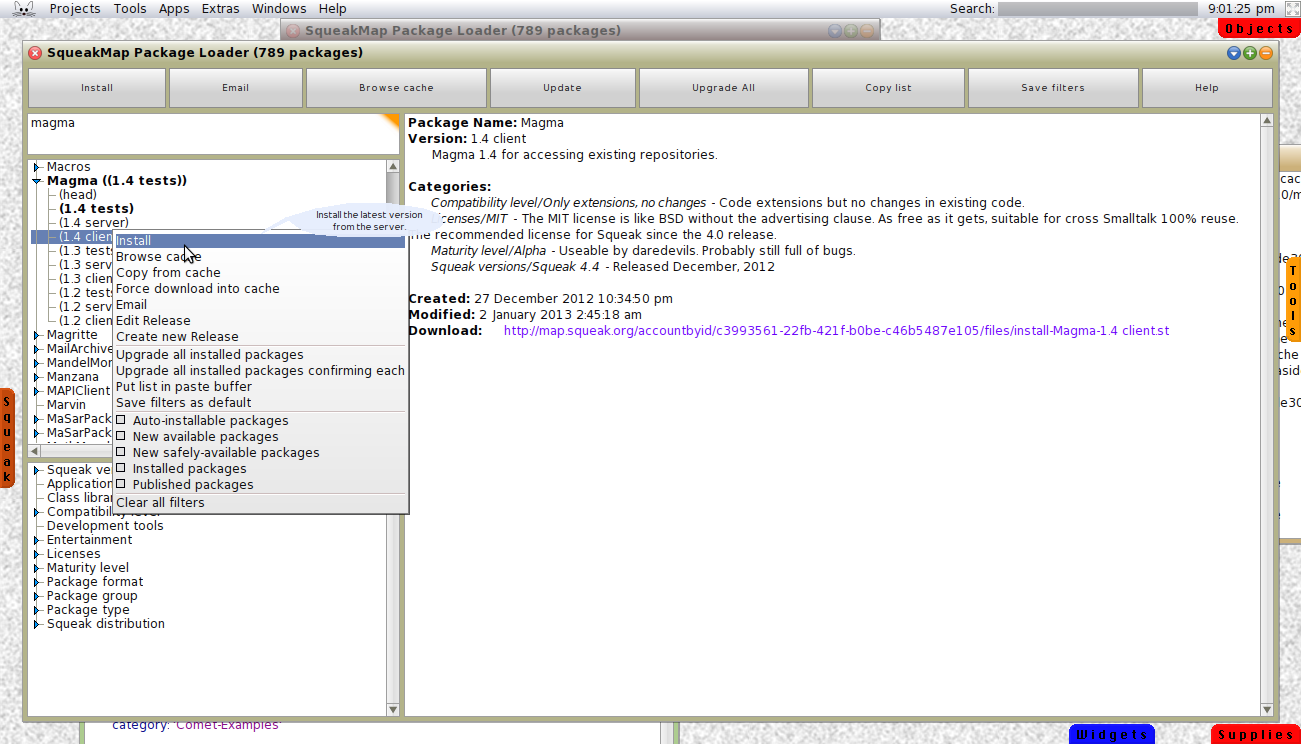 Projects Tools Apps Extras Windows Help Search: 9:01:25 pm
SqueakMap Package Loader (789 packages)
Objects
SqueakMap Package Loader (789 packages)
Install Email Browse cache Update Upgrade All Copy list Save filters Help
magma
Macros
Magma ((1.4 tests))
(head)
(1.4 tests)
(1.4 server)
(1.4 clien
(1.3 tests
(1.3 serv
(1.3 clien
(1.2 tests
(1.2 serv
(1.2 clien
Magritte
MailArchive
MandelMor
Manzana
MAPIClient
Marvin
MaSarPack
MaSarPack
Install the latest version
from the server.
Install
Browse cache
Copy from cache
Force download into cache
Email
Edit Release
Create new Release
Upgrade all installed packages
Upgrade all installed packages confirming each
Put list in paste buffer
Save filters as default
Auto-installable packages
New available packages
New safely-available packages
Installed packages
Published packages
Clear all filters
Squeak ve
Application
Class libra
Compatibility level
Development tools
Entertainment
Licenses
Maturity level
Package format
Package group
Package type
Squeak distribution
Package Name: Magma
Version: 1.4 client
Magma 1.4 for accessing existing repositories.
Categories:
Compatibility level/Only extensions, no changes - Code extensions but no changes in existing code.
Licenses/MIT - The MIT license is like BSD without the advertising clause. As free as it gets, suitable for cross Smalltalk 100% reuse.
The recommended license for Squeak since the 4.0 release.
Maturity level/Alpha - Useable by daredevils. Probably still full of bugs.
Squeak versions/Squeak 4.4 - Released December, 2012
Created: 27 December 2012 10:34:50 pm
Modified: 2 January 2013 2:45:18 am
Download: http://map.squeak.org/accountbyid/c3993561-22fb-421f-b0be-c46b5487e105/files/install-Magma-1.4 client.st
Squeak
Tools
category: 'Comet-Examples'
Widgets
Supplies